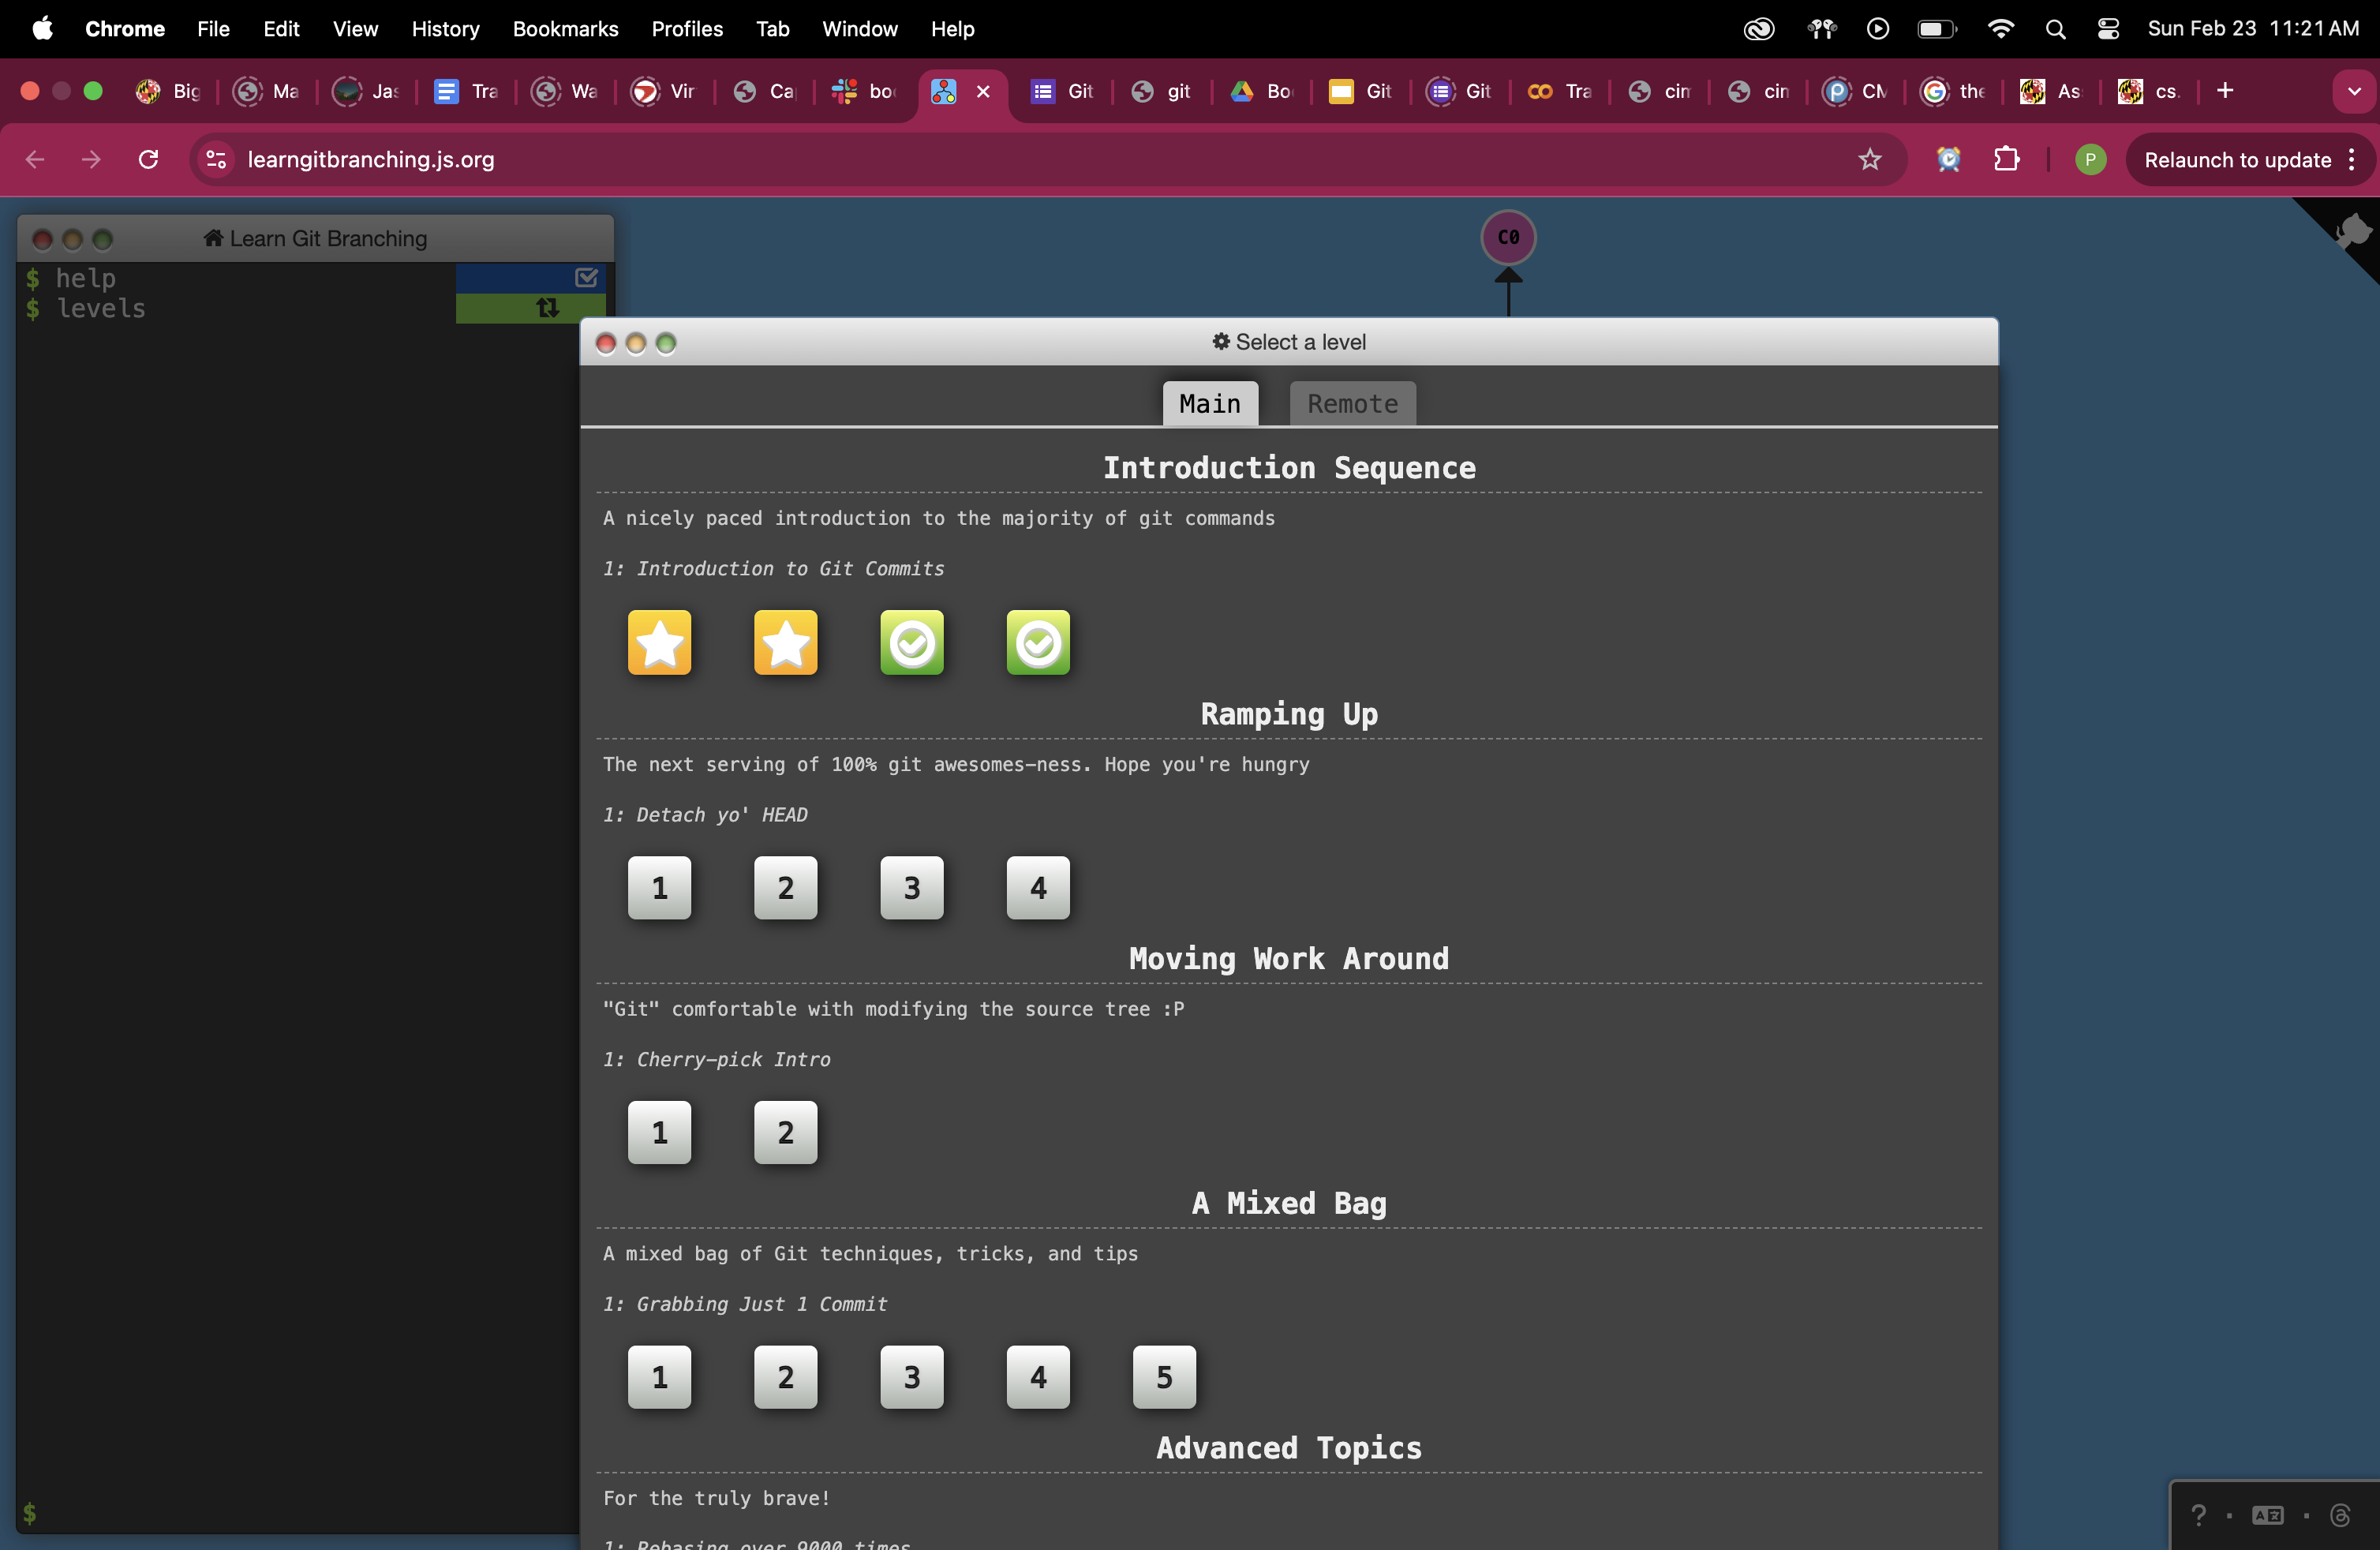 Chrome File Edit View History Bookmarks Profiles Tab Window Help Sun Feb 23 11:21 AM
Big Ma Jas Tra Wa Vir Ca boo Git git Bo Git Git Tra cim cim CM the As cs.
learngitbranching.js.org P Relaunch to update
Learn Git Branching
$ help
$ levels
$
C0
Select a level
Main Remote
Introduction Sequence
A nicely paced introduction to the majority of git commands
1: Introduction to Git Commits
Ramping Up
The next serving of 100% git awesomes-ness. Hope you're hungry
1: Detach yo' HEAD
1 2 3 4
Moving Work Around
"Git" comfortable with modifying the source tree :P
1: Cherry-pick Intro
1 2
A Mixed Bag
A mixed bag of Git techniques, tricks, and tips
1: Grabbing Just 1 Commit
1 2 3 4 5
Advanced Topics
For the truly brave!
1: Rebasing over 9000 times
?